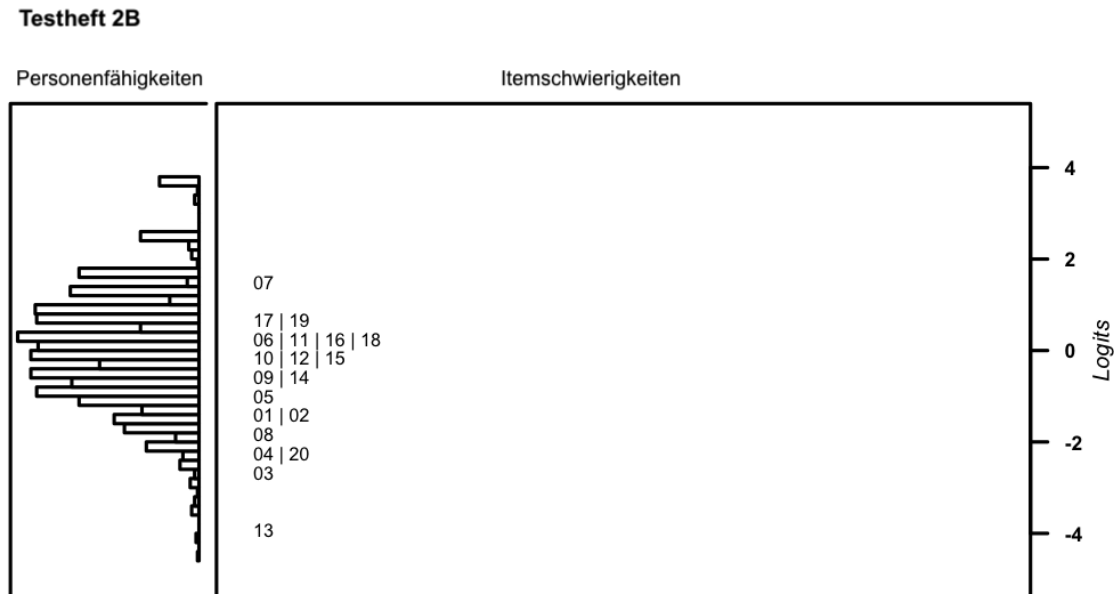 Testheft 2B
Personenfähigkeiten
Itemschwierigkeiten
4
2
07
17 | 19
06 | 11 | 16 | 18
0
10 | 12 | 15
09 | 14
05
01 | 02
08
-2
04 | 20
03
13
-4
Logits